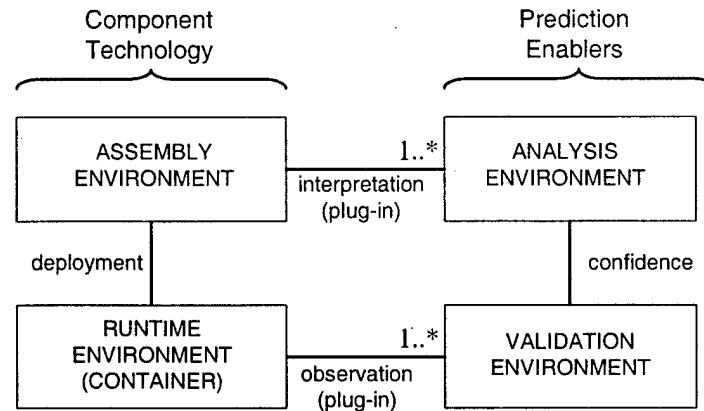 Component
Technology
Prediction
Enablers
ASSEMBLY
ENVIRONMENT
1..*
interpretation
(plug-in)
ANALYSIS
ENVIRONMENT
deployment
confidence
RUNTIME
ENVIRONMENT
(CONTAINER)
1..*
observation
(plug-in)
VALIDATION
ENVIRONMENT